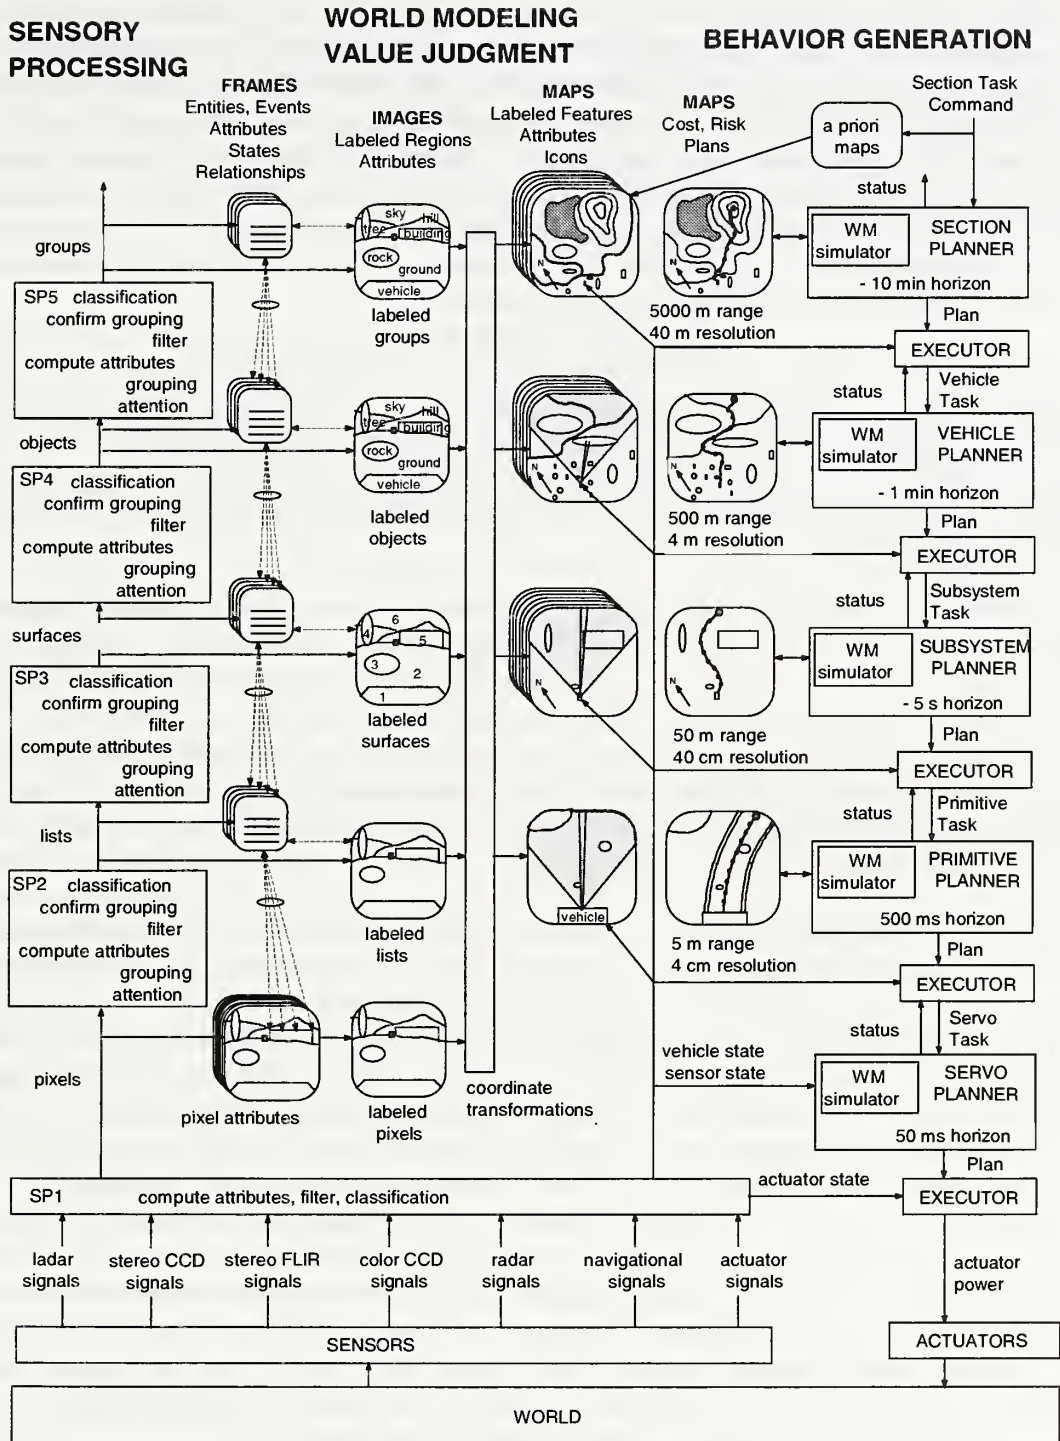 SENSORY
PROCESSING
WORLD MODELING
VALUE JUDGMENT
BEHAVIOR GENERATION
FRAMES
Entities, Events
Attributes
States
Relationships
IMAGES
Labeled Regions
Attributes
MAPS
Labeled Features
Attributes
Icons
MAPS
Cost, Risk
Plans
a priori
maps
Section Task
Command
status
groups
sky
hill
tree
building
rock
ground
vehicle
labeled
groups
N
N
5000 m range
40 m resolution
WM
simulator
SECTION
PLANNER
- 10 min horizon
Plan
EXECUTOR
SP5 classification
confirm grouping
filter
compute attributes
grouping
attention
status
Vehicle
Task
objects
sky
hill
tree
building
rock
ground
vehicle
labeled
objects
N
N
500 m range
4 m resolution
WM
simulator
VEHICLE
PLANNER
- 1 min horizon
Plan
EXECUTOR
SP4 classification
confirm grouping
filter
compute attributes
grouping
attention
status
Subsystem
Task
surfaces
6
4
5
3
2
1
labeled
surfaces
N
N
50 m range
40 cm resolution
WM
simulator
SUBSYSTEM
PLANNER
- 5 s horizon
Plan
EXECUTOR
SP3 classification
confirm grouping
filter
compute attributes
grouping
attention
status
Primitive
Task
lists
labeled
lists
vehicle
5 m range
4 cm resolution
WM
simulator
PRIMITIVE
PLANNER
500 ms horizon
Plan
EXECUTOR
SP2 classification
confirm grouping
filter
compute attributes
grouping
attention
status
Servo
Task
pixels
pixel attributes
labeled
pixels
coordinate
transformations
vehicle state
sensor state
WM
simulator
SERVO
PLANNER
50 ms horizon
Plan
SP1 compute attributes, filter, classification
actuator state
EXECUTOR
ladar
signals
stereo CCD
signals
stereo FLIR
signals
color CCD
signals
radar
signals
navigational
signals
actuator
signals
actuator
power
SENSORS
ACTUATORS
WORLD